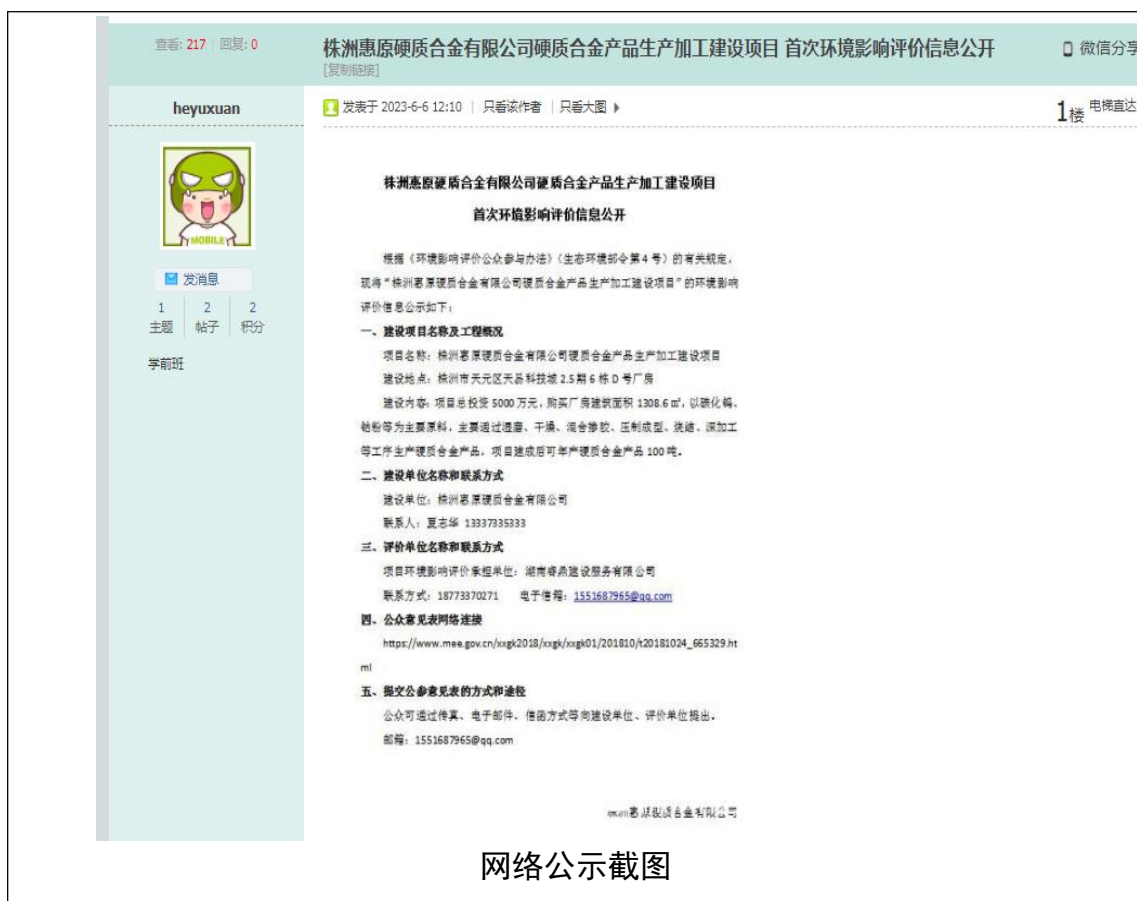 查看: 217 | 回复: 0
株洲惠原硬质合金有限公司硬质合金产品生产加工建设项目 首次环境影响评价信息公开
[复制链接]
微信分享
heyuxuan
发表于 2023-6-6 12:10 | 只看该作者 | 只看大图
1楼 电梯直达
MOBILE
发消息
1 2 2
主题 帖子 积分
学前班
株洲惠原硬质合金有限公司硬质合金产品生产加工建设项目
首次环境影响评价信息公开
根据《环境影响评价公众参与办法》（生态环境部令第4号）的有关规定，
现将“株洲惠原硬质合金有限公司硬质合金产品生产加工建设项目”的环境影响
评价信息公示如下：
一、建设项目名称及工程概况
项目名称：株洲惠原硬质合金有限公司硬质合金产品生产加工建设项目
建设地点：株洲市天元区天易科技城 2.5期 6 栋 D 号厂房
建设内容：项目总投资 5000 万元，购买厂房建筑面积 1308.6 ㎡，以碳化钨、
钴粉等为主要原料，主要通过湿磨、干燥、混合掺胶、压制成型、烧结、深加工
等工序生产硬质合金产品，项目建成后可年产硬质合金产品 100 吨。
二、建设单位名称和联系方式
建设单位：株洲惠原硬质合金有限公司
联系人：夏志华 13337335333
三、评价单位名称和联系方式
项目环境影响评价承担单位：湖南睿鼎建设服务有限公司
联系方式：18773370271 电子信箱：1551687965@qq.com
四、公众意见表网络连接
https://www.mee.gov.cn/xxgk2018/xxgk/xxgk01/201810/t20181024_665329.ht
ml
五、提交公参意见表的方式和途径
公众可通过传真、电子邮件、信函方式等向建设单位、评价单位提出。
邮箱：1551687965@qq.com
惠原硬质合金有限公司
网络公示截图